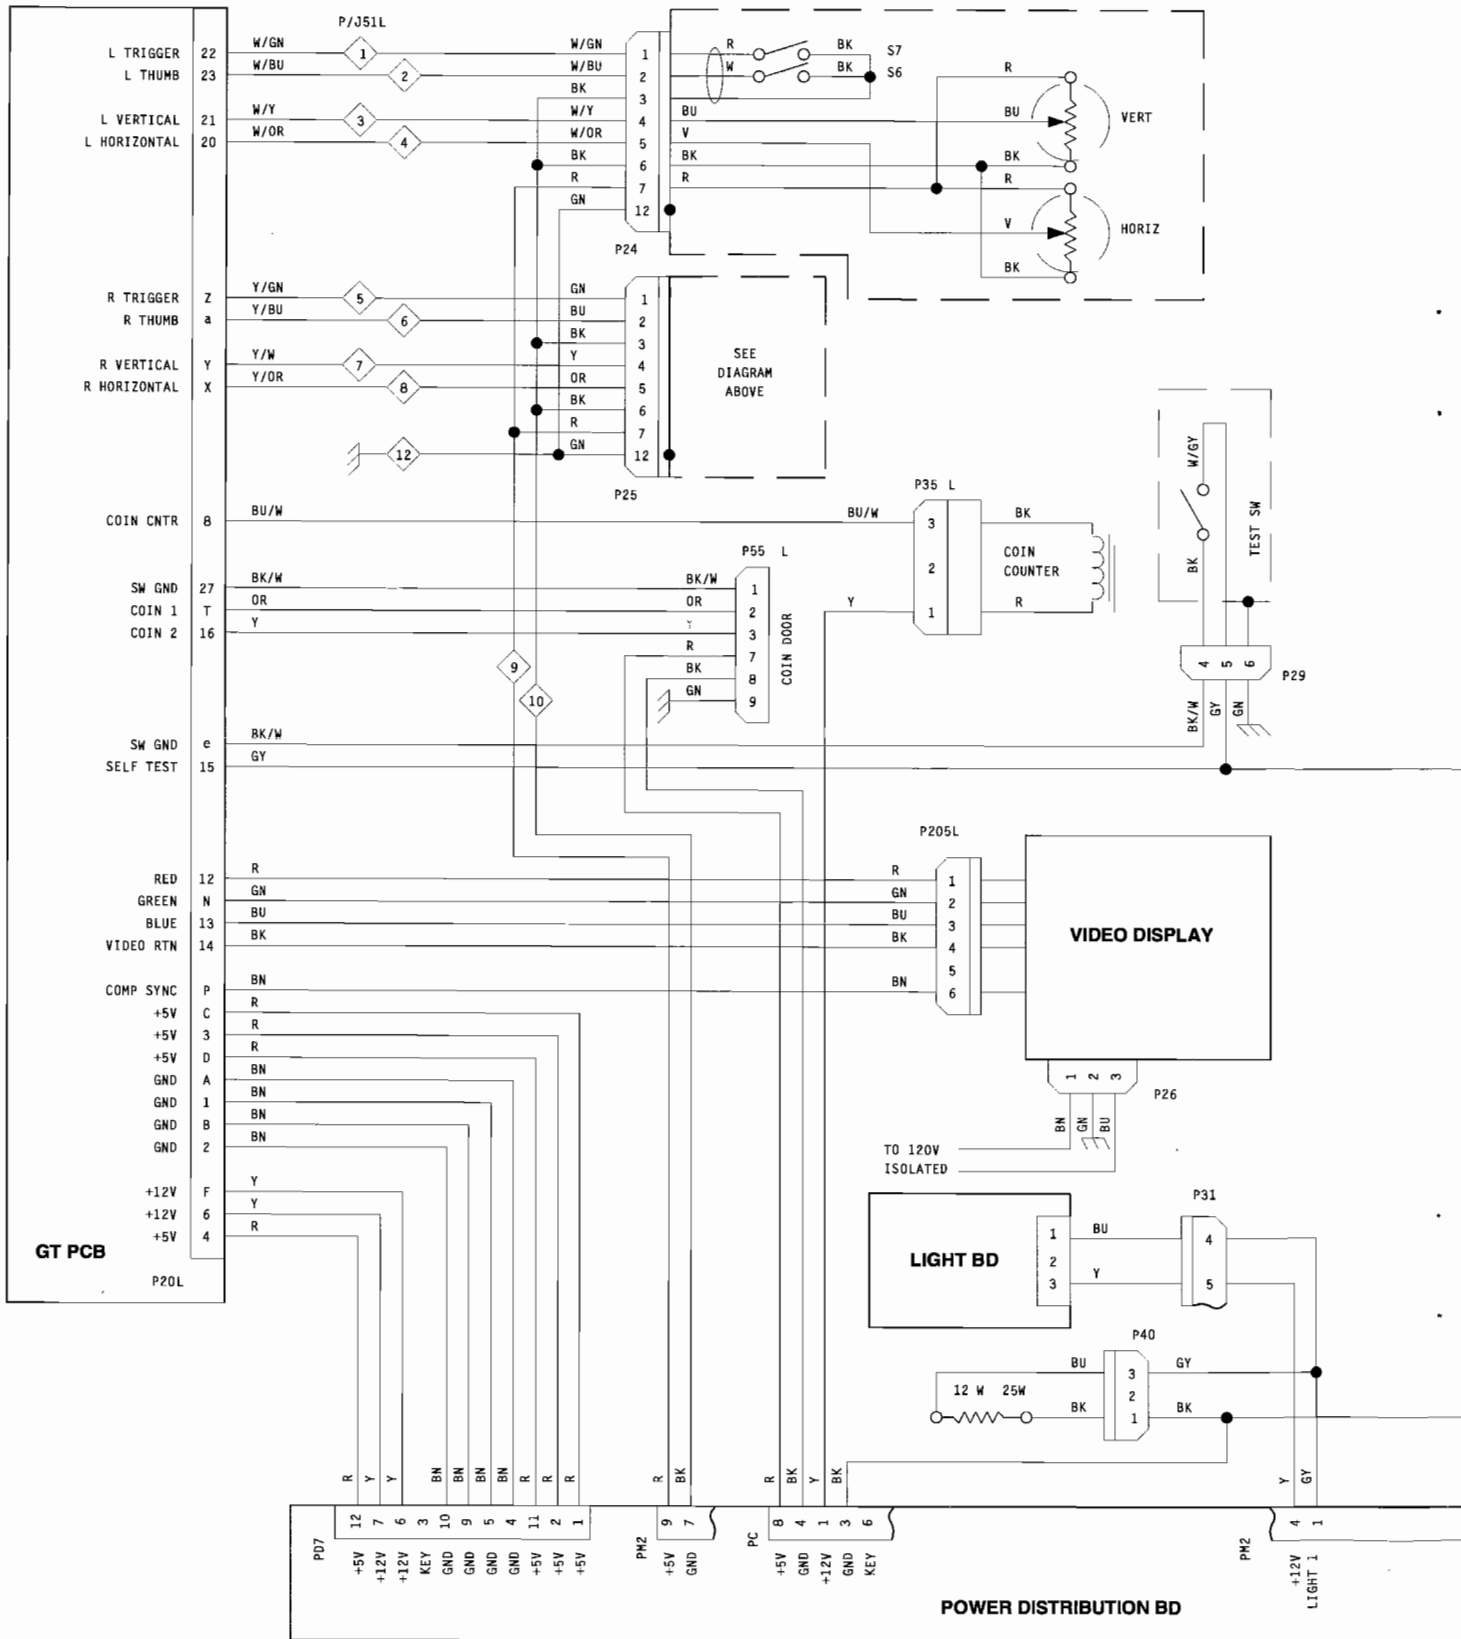 P/J51L
L TRIGGER 22 W/GN 1 W/GN 1 R BK S7
L THUMB 23 W/BU 2 W/BU 2 W BK S6
BK 3 R
L VERTICAL 21 W/Y 3 W/Y 4 BU BU VERT
L HORIZONTAL 20 W/OR 4 W/OR 5 V
BK 6 BK BK
R 7 R R
GN 12
V HORIZ
P24
BK
R TRIGGER Z Y/GN 5 GN 1
R THUMB a Y/BU 6 BU 2
BK 3
R VERTICAL Y Y/W 7 Y 4
R HORIZONTAL X Y/OR 8 OR 5
BK 6
R 7
12 GN 12
SEE
DIAGRAM
ABOVE
P25
P35 L
COIN CNTR 8 BU/W BU/W 3 BK
2
Y 1 R
COIN
COUNTER
W/GY
BK
TEST SW
4 5 6
P29
BK/W GY GN
P55 L
SW GND 27 BK/W BK/W 1
COIN 1 T OR OR 2
COIN 2 16 Y Y 3
R 7
BK 8
GN 9
COIN DOOR
9
10
SW GND e BK/W
SELF TEST 15 GY
P205L
RED 12 R R 1
GREEN N GN GN 2
BLUE 13 BU BU 3
VIDEO RTN 14 BK BK 4
5
COMP SYNC P BN BN 6
VIDEO DISPLAY
+5V C R
+5V 3 R
+5V D R
GND A BN
GND 1 BN
GND B BN
GND 2 BN
+12V F Y
+12V 6 Y
+5V 4 R
GT PCB
P20L
1 2 3
P26
BN GN BU
TO 120V
ISOLATED
P31
LIGHT BD
1 BU 4
2
3 Y 5
P40
BU 3 GY
12 W 25W
2
BK 1 BK
R Y Y BN BN BN BN R R R
R BK
R BK Y BK
Y GY
PD7
12 7 6 3 10 9 5 4 11 2 1
+5V +12V +12V KEY GND GND GND GND +5V +5V +5V
PM2
9 7
+5V GND
PC
8 4 1 3 6
+5V GND +12V GND KEY
PM2
4 1
+12V LIGHT 1
POWER DISTRIBUTION BD